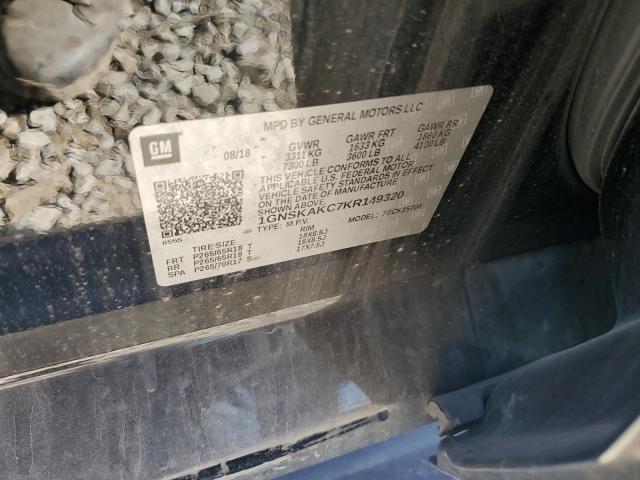 MFD BY GENERAL MOTORS LLC
GM
08/18
GVWR GAWR FRT GAWR RR
3311 KG 1633 KG 1860 KG
7300 LB 3600 LB 4100 LB
THIS VEHICLE CONFORMS TO ALL
APPLICABLE U.S. FEDERAL MOTOR
VEHICLE SAFETY STANDARDS IN EFFECT
ON THE DATE OF MANUFACTURE
1GNSKAKC7KR149320
TYPE: M.P.V. MODEL:
8555
TIRE SIZE RIM
FRT P265/65R18 T 18X8.5J
RR P265/65R18 T 18X8.5J
SPA P265/70R17 S 17X7.5J